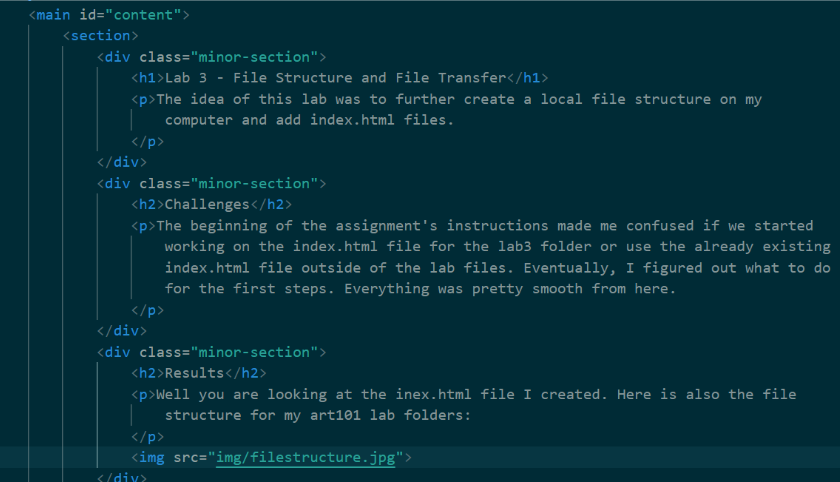 <main id="content">
<section>
<div class="minor-section">
<h1>Lab 3 - File Structure and File Transfer</h1>
<p>The idea of this lab was to further create a local file structure on my
computer and add index.html files.
</p>
</div>
<div class="minor-section">
<h2>Challenges</h2>
<p>The beginning of the assignment's instructions made me confused if we started
working on the index.html file for the lab3 folder or use the already existing
index.html file outside of the lab files. Eventually, I figured out what to do
for the first steps. Everything was pretty smooth from here.
</p>
</div>
<div class="minor-section">
<h2>Results</h2>
<p>Well you are looking at the inex.html file I created. Here is also the file
structure for my art101 lab folders:
</p>
<img src="img/filestructure.jpg">
</div>